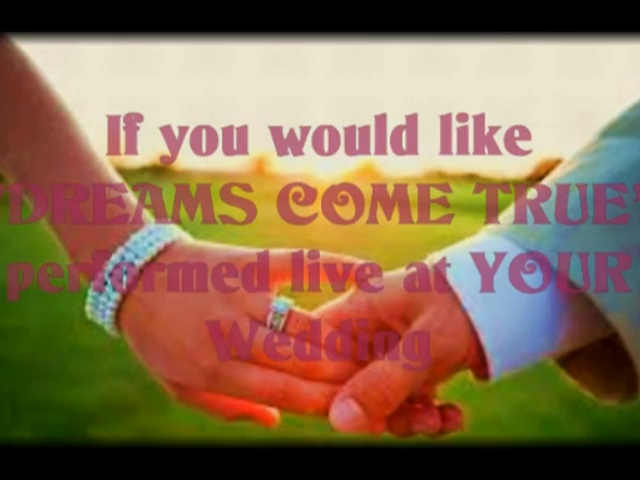 If you would like
"DREAMS COME TRUE"
performed live at YOUR
Wedding